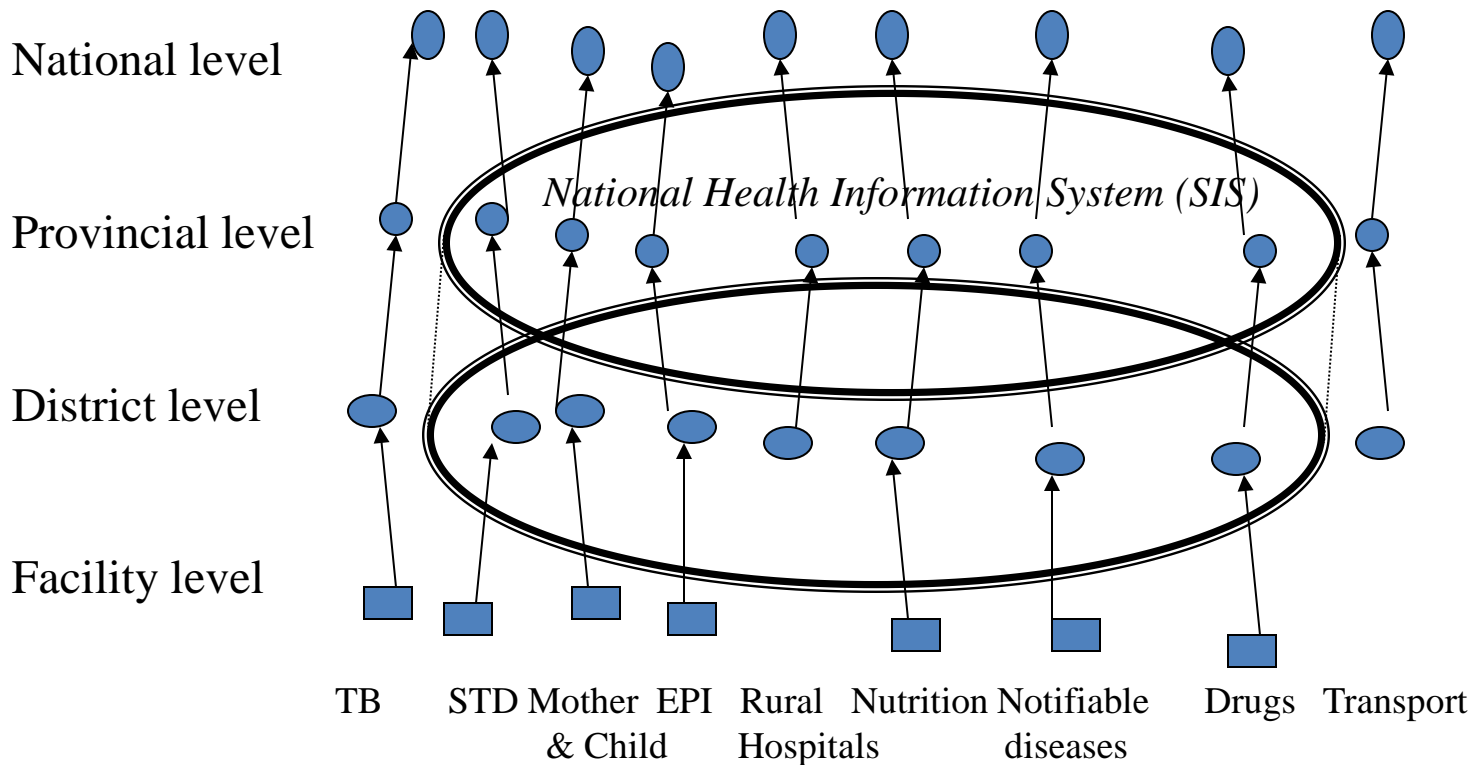 National level
National Health Information System (SIS)
Provincial level
District level
Facility level
TB STD Mother EPI Rural Nutrition Notifiable Drugs Transport
& Child Hospitals diseases